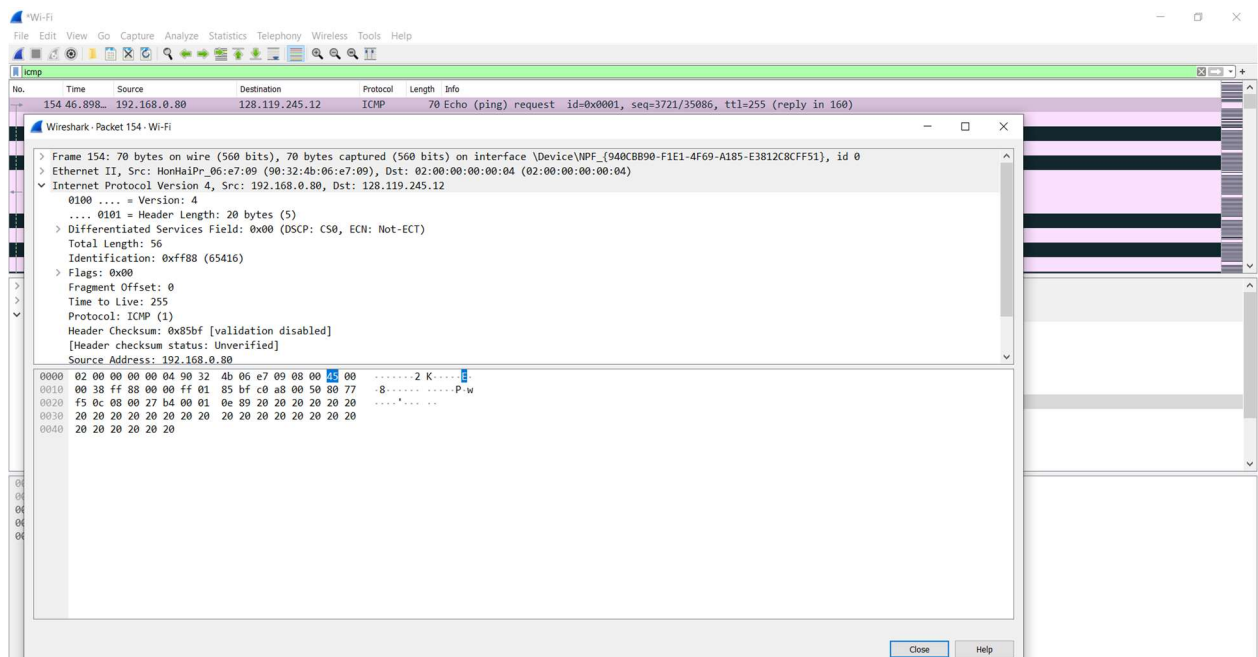 *Wi-Fi
File Edit View Go Capture Analyze Statistics Telephony Wireless Tools Help
icmp
No. Time Source Destination Protocol Length Info
154 46.898… 192.168.0.80 128.119.245.12 ICMP 70 Echo (ping) request id=0x0001, seq=3721/35086, ttl=255 (reply in 160)
Wireshark · Packet 154 · Wi-Fi
Frame 154: 70 bytes on wire (560 bits), 70 bytes captured (560 bits) on interface \Device\NPF_{940CBB90-F1E1-4F69-A185-E3812C8CFF51}, id 0
Ethernet II, Src: HonHaiPr_06:e7:09 (90:32:4b:06:e7:09), Dst: 02:00:00:00:00:04 (02:00:00:00:00:04)
Internet Protocol Version 4, Src: 192.168.0.80, Dst: 128.119.245.12
0100 .... = Version: 4
.... 0101 = Header Length: 20 bytes (5)
Differentiated Services Field: 0x00 (DSCP: CS0, ECN: Not-ECT)
Total Length: 56
Identification: 0xff88 (65416)
Flags: 0x00
Fragment Offset: 0
Time to Live: 255
Protocol: ICMP (1)
Header Checksum: 0x85bf [validation disabled]
[Header checksum status: Unverified]
Source Address: 192.168.0.80
0000 02 00 00 00 00 04 90 32 4b 06 e7 09 08 00 45 00 ·······2 K·····E·
0010 00 38 ff 88 00 00 ff 01 85 bf c0 a8 00 50 80 77 ·8······ ·····P·w
0020 f5 0c 08 00 27 b4 00 01 0e 89 20 20 20 20 20 20 ····'··· ··
0030 20 20 20 20 20 20 20 20 20 20 20 20 20 20 20 20
0040 20 20 20 20 20 20
Close Help